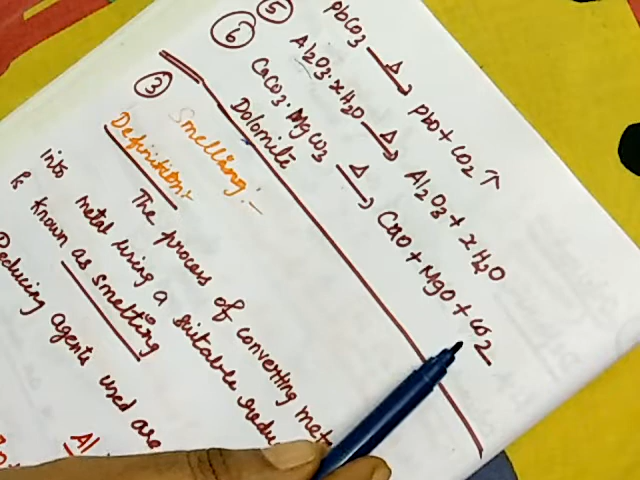 PbCO3 Δ→ PbO + CO2 ↑
⑤ Al2O3·xH2O Δ→ Al2O3 + xH2O
⑥ CaCO3·MgCO3 Δ→ CaO + MgO + CO2
Dolomite
③ Smelting:-
Definition:-
The process of converting
into metal using a suitable
is known as smelting
Reducing agents used are
Al